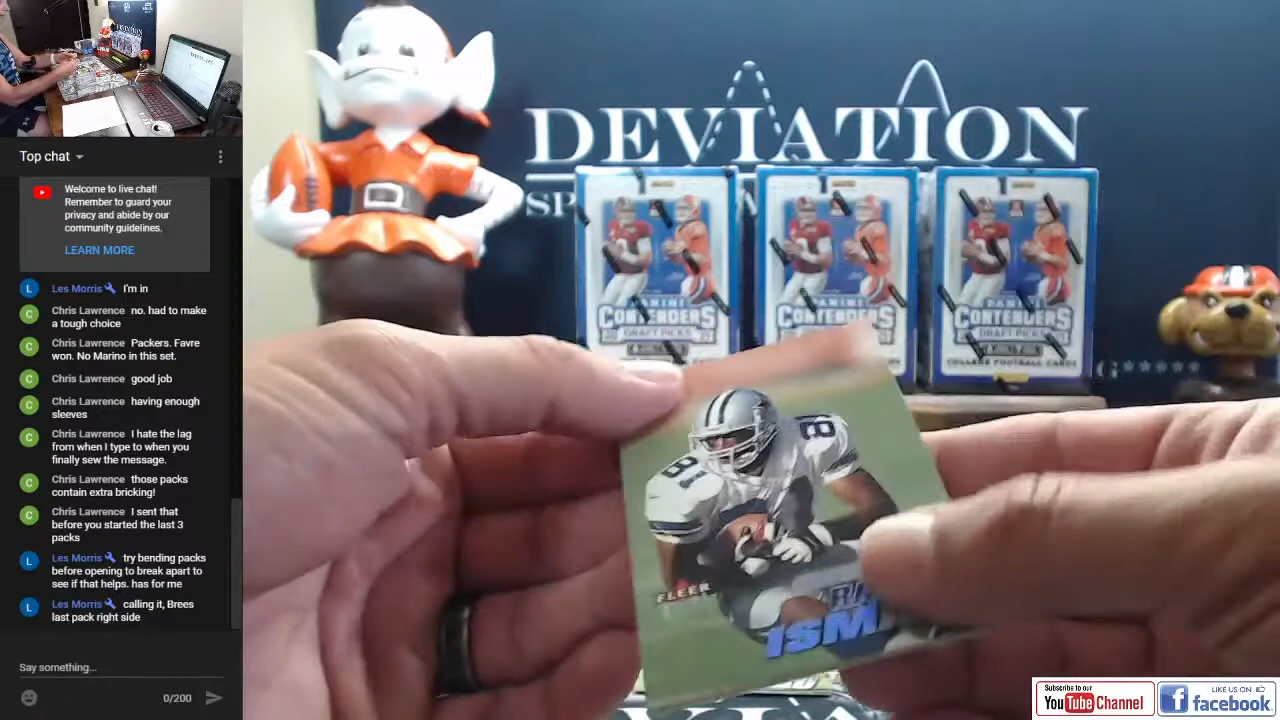 Top chat
Welcome to live chat!
Remember to guard your
privacy and abide by our
community guidelines.
LEARN MORE
L Les Morris I'm in
C Chris Lawrence no. had to make
a tough choice
C Chris Lawrence Packers. Favre
won. No Marino in this set.
C Chris Lawrence good job
C Chris Lawrence having enough
sleeves
C Chris Lawrence I hate the lag
from when I type to when you
finally sew the message.
C Chris Lawrence those packs
contain extra bricking!
C Chris Lawrence I sent that
before you started the last 3
packs
L Les Morris try bending packs
before opening to break apart to
see if that helps. has for me
L Les Morris calling it, Brees
last pack right side
Say something...
0/200
DEVIATION
SP
PANINI
CONTENDERS
DRAFT PICKS
PANINI
CONTENDERS
DRAFT PICKS
PANINI
CONTENDERS
DRAFT PICKS
COLLEGE FOOTBALL CARDS
G*****
81
81
FLEER
ISM
Subscribe to our
YouTube Channel
LIKE US ON
facebook